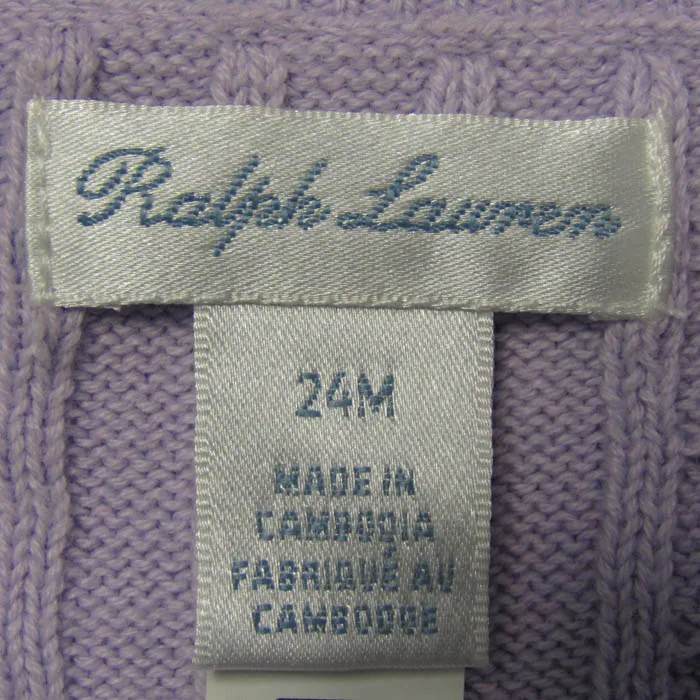 Ralph Lauren
24M
MADE IN
CAMBODIA
FABRIQUÉ AU
CAMBODGE